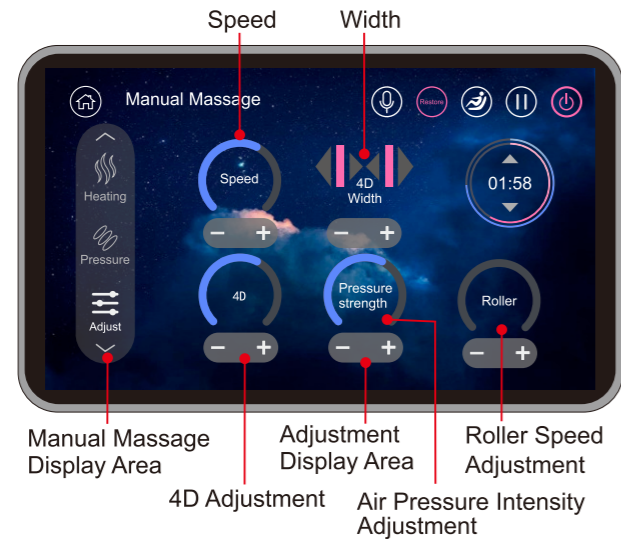 Speed
Width
Manual Massage
Restore
Heating
Pressure
Adjust
Speed
4D
Width
01:58
4D
Pressure
strength
Roller
Manual Massage
Display Area
4D Adjustment
Adjustment
Display Area
Air Pressure Intensity
Adjustment
Roller Speed
Adjustment